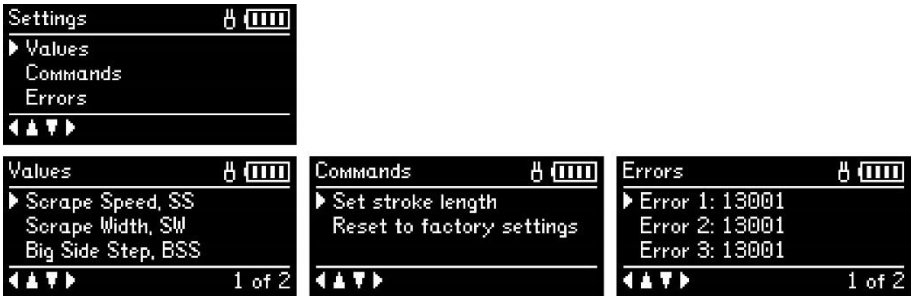 Settings
Values
Commands
Errors
Values
Scrape Speed, SS
Scrape Width, SW
Big Side Step, BSS
1 of 2
Commands
Set stroke length
Reset to factory settings
Errors
Error 1: 13001
Error 2: 13001
Error 3: 13001
1 of 2